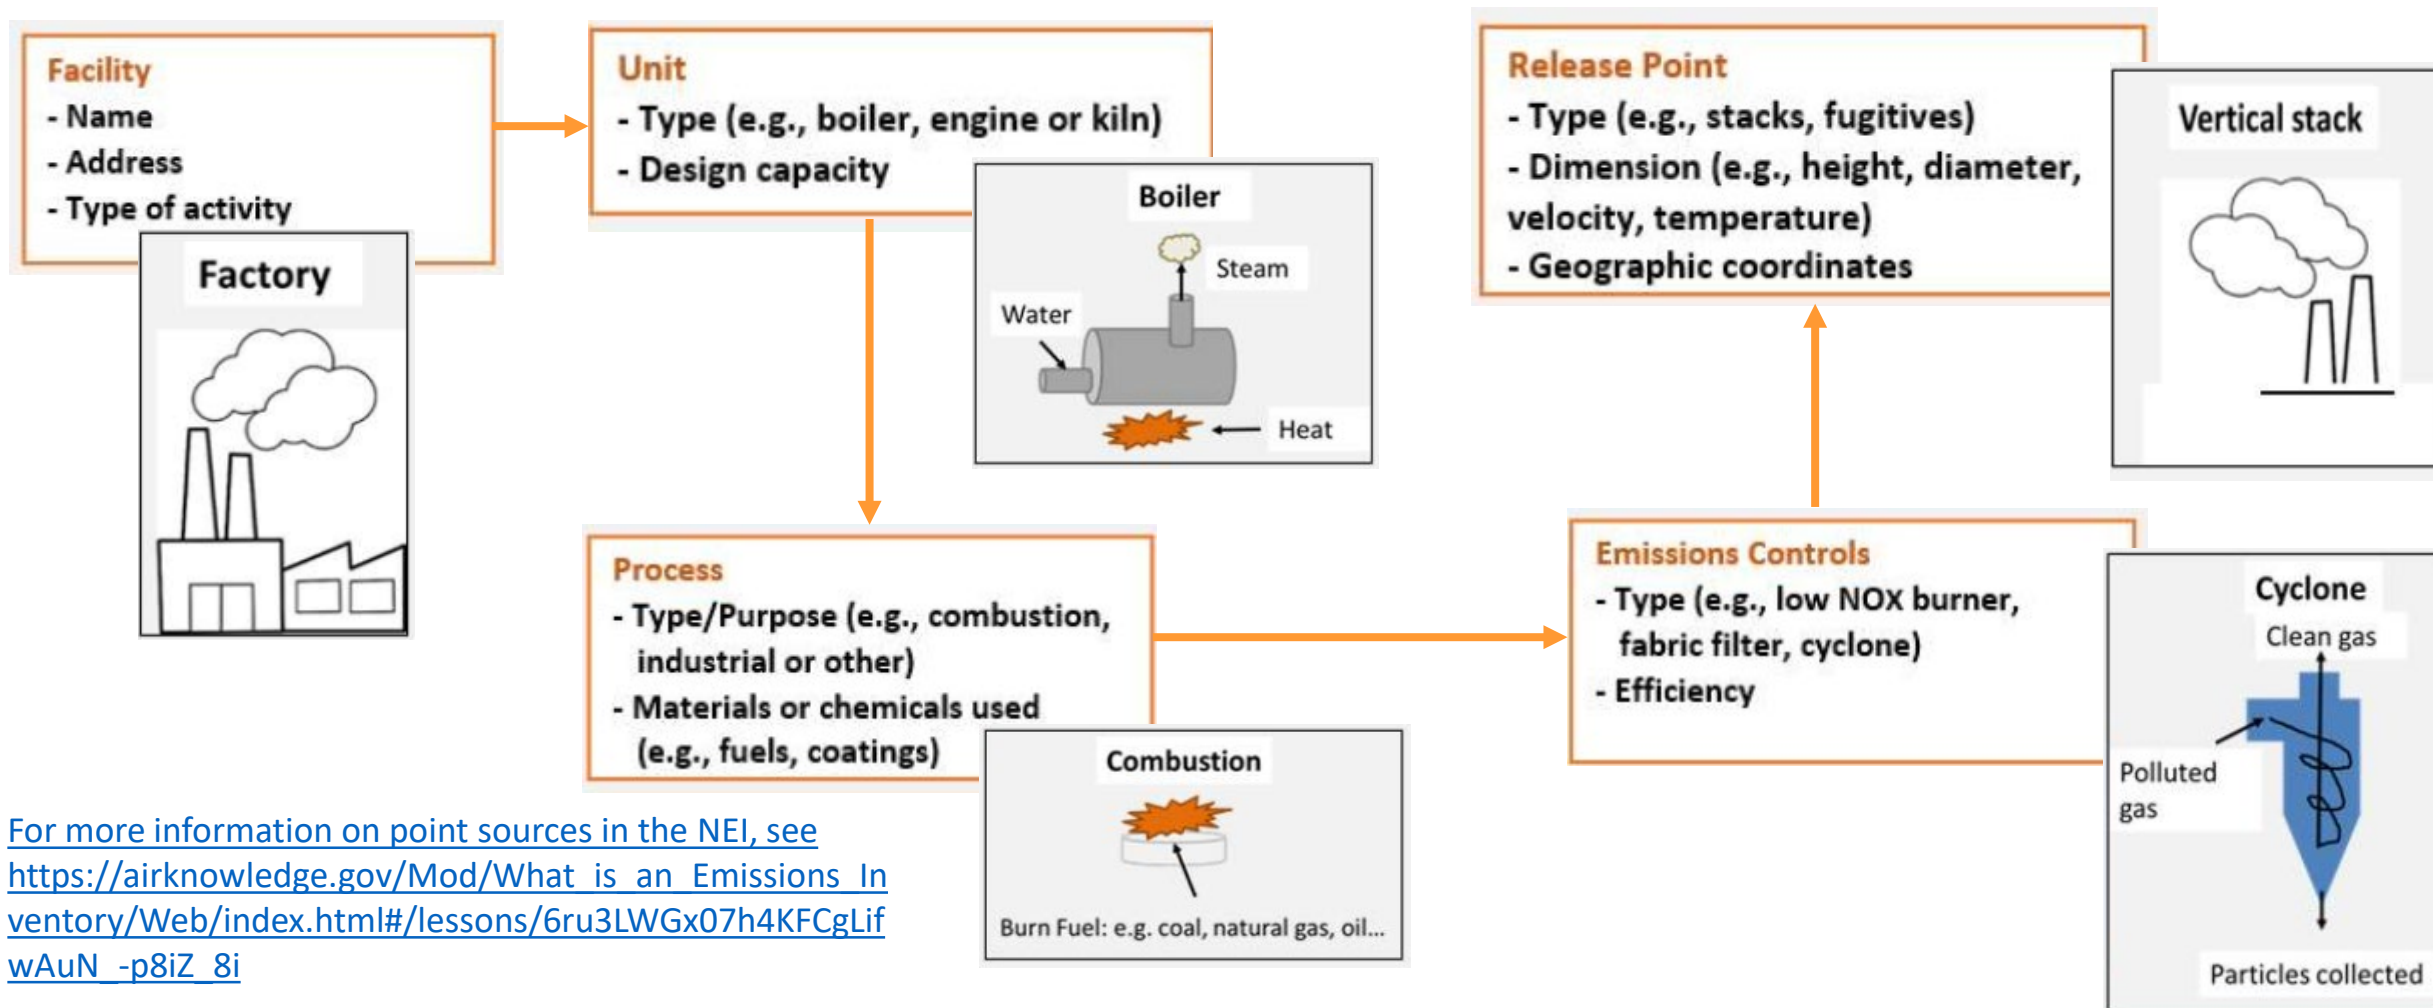 Facility
- Name
- Address
- Type of activity
Factory
Unit
- Type (e.g., boiler, engine or kiln)
- Design capacity
Boiler
Steam
Water
Heat
Process
- Type/Purpose (e.g., combustion,
industrial or other)
- Materials or chemicals used
(e.g., fuels, coatings)
Combustion
Burn Fuel: e.g. coal, natural gas, oil...
Emissions Controls
- Type (e.g., low NOX burner,
fabric filter, cyclone)
- Efficiency
Cyclone
Clean gas
Polluted
gas
Particles collected
Release Point
- Type (e.g., stacks, fugitives)
- Dimension (e.g., height, diameter,
velocity, temperature)
- Geographic coordinates
Vertical stack
For more information on point sources in the NEI, see
https://airknowledge.gov/Mod/What_is_an_Emissions_In
ventory/Web/index.html#/lessons/6ru3LWGx07h4KFCgLif
wAuN_-p8iZ_8i